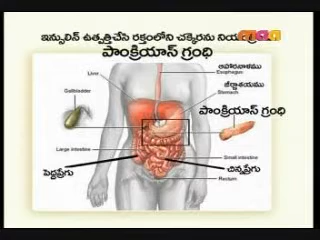 ఇన్సులిన్ ఉత్పత్తిచేసి రక్తంలోని చక్కెరను
maa
పాంక్రియాస్ గ్రంధి
ఆహారనాళము
Liver
Esophagus
జీర్ణాశయము
Stomach
Gallbladder
పాంక్రియాస్ గ్రంధి
Large intestine
Small intestine
పెద్దప్రేగు
చిన్నప్రేగు
Rectum